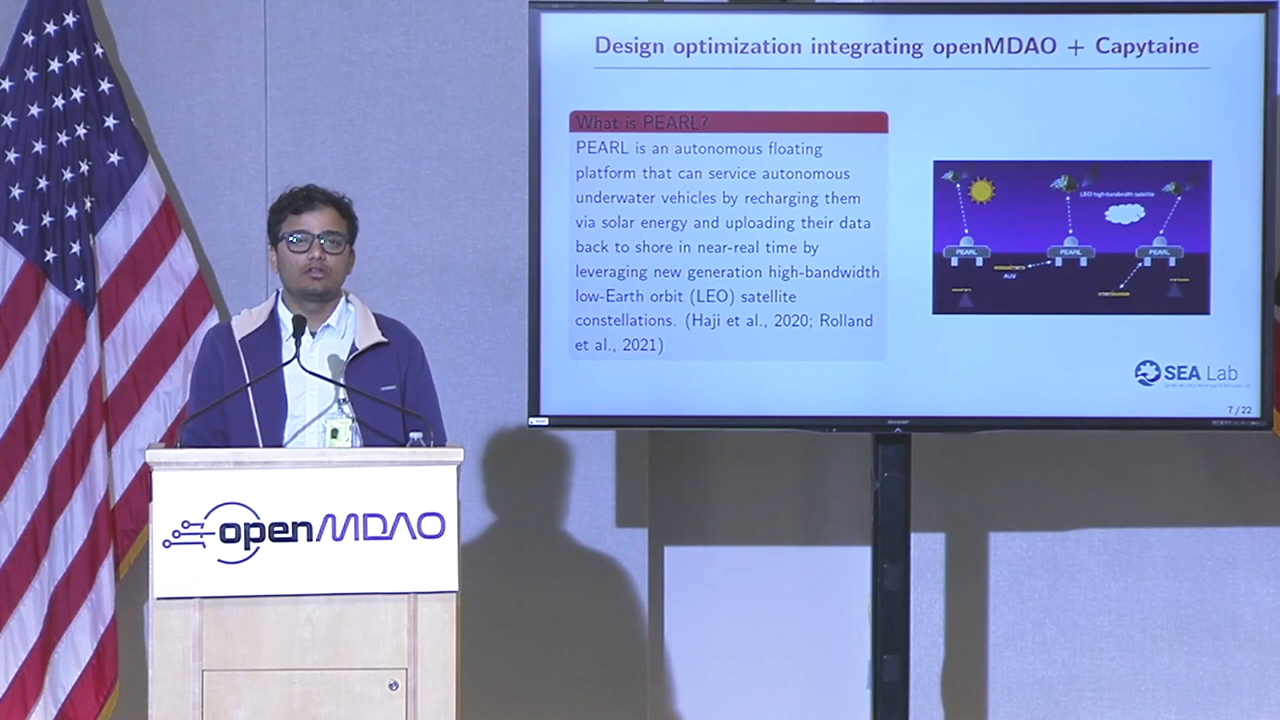 Design optimization integrating openMDAO + Capytaine
What is PEARL?
PEARL is an autonomous floating
platform that can service autonomous
underwater vehicles by recharging them
via solar energy and uploading their data
back to shore in near-real time by
leveraging new generation high-bandwidth
low-Earth orbit (LEO) satellite
constellations. (Haji et al., 2020; Rolland
et al., 2021)
LEO high-bandwidth satellite
PEARL
PEARL
PEARL
AUV
SEA Lab
7 / 22
SHARP
openMDAO